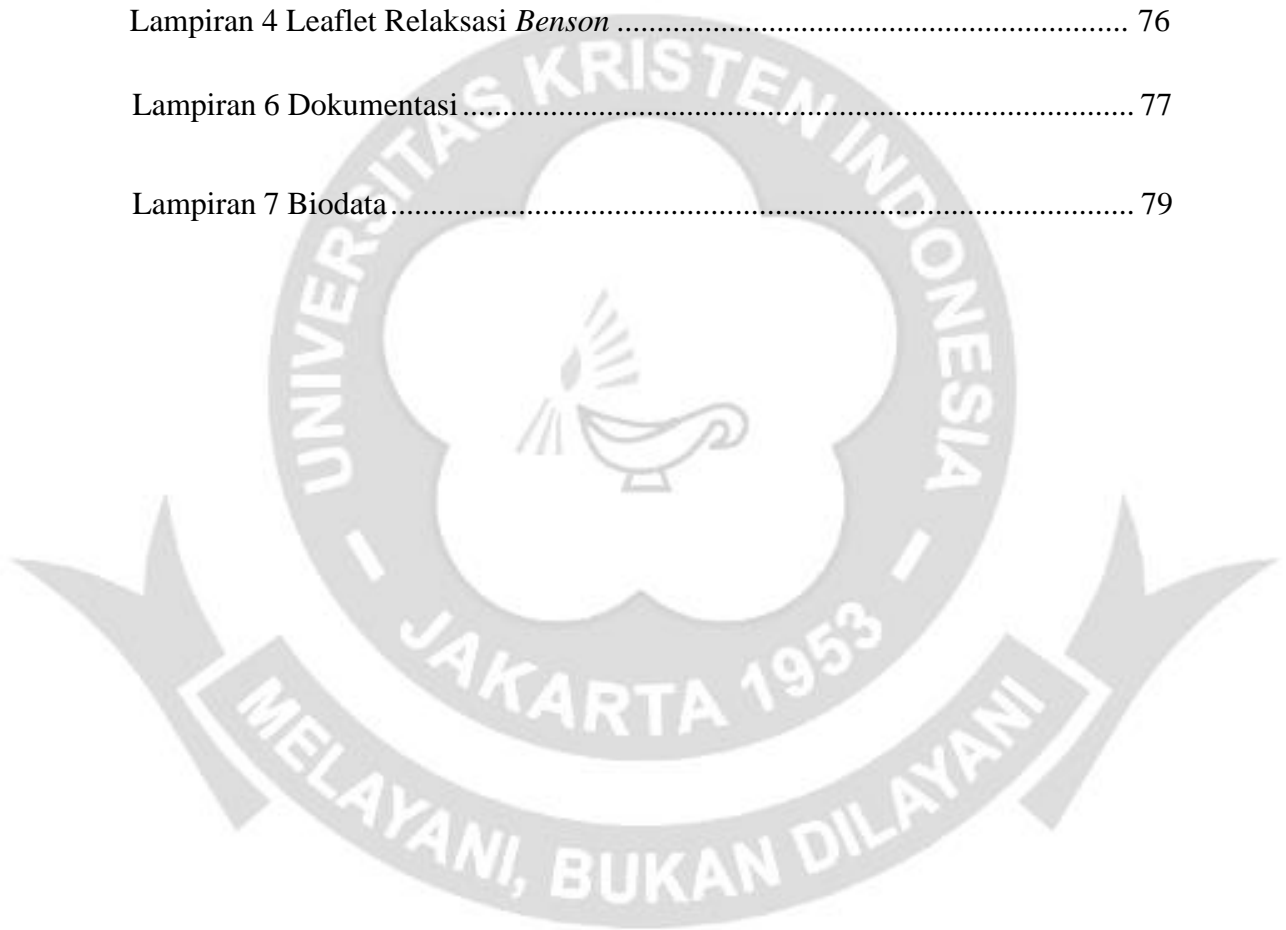 Lampiran 4 Leaflet Relaksasi Benson ................................................................ 76
Lampiran 6 Dokumentasi .................................................................................... 77
Lampiran 7 Biodata ............................................................................................. 79
UNIVERSITAS KRISTEN INDONESIA
JAKARTA 1953
MELAYANI, BUKAN DILAYANI